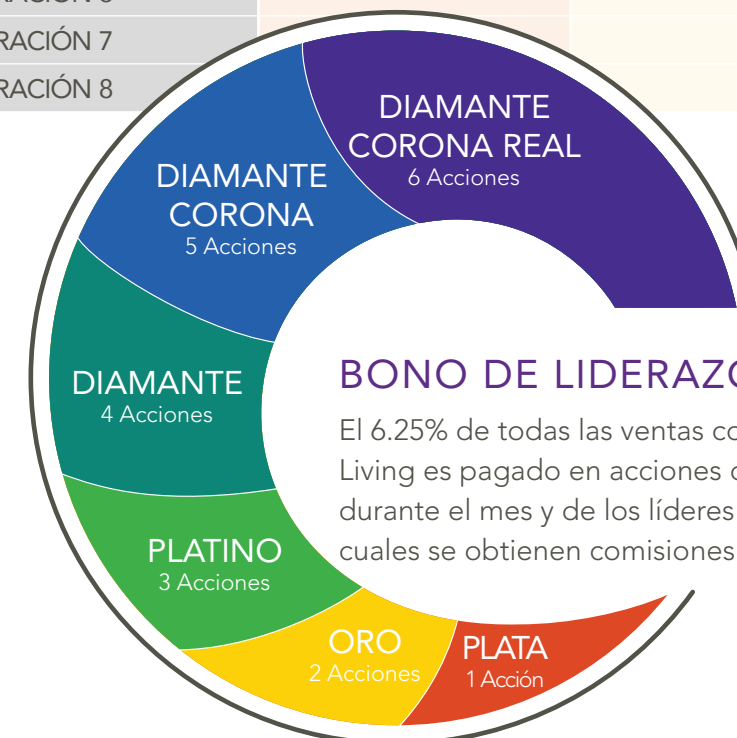 RACIÓN 7
RACIÓN 8
DIAMANTE
CORONA REAL
6 Acciones
DIAMANTE
CORONA
5 Acciones
DIAMANTE
4 Acciones
BONO DE LIDERAZGO
El 6.25% de todas las ventas
Living es pagado en acciones
durante el mes y de los líderes
cuales se obtienen comisiones
PLATINO
3 Acciones
ORO
2 Acciones
PLATA
1 Acción